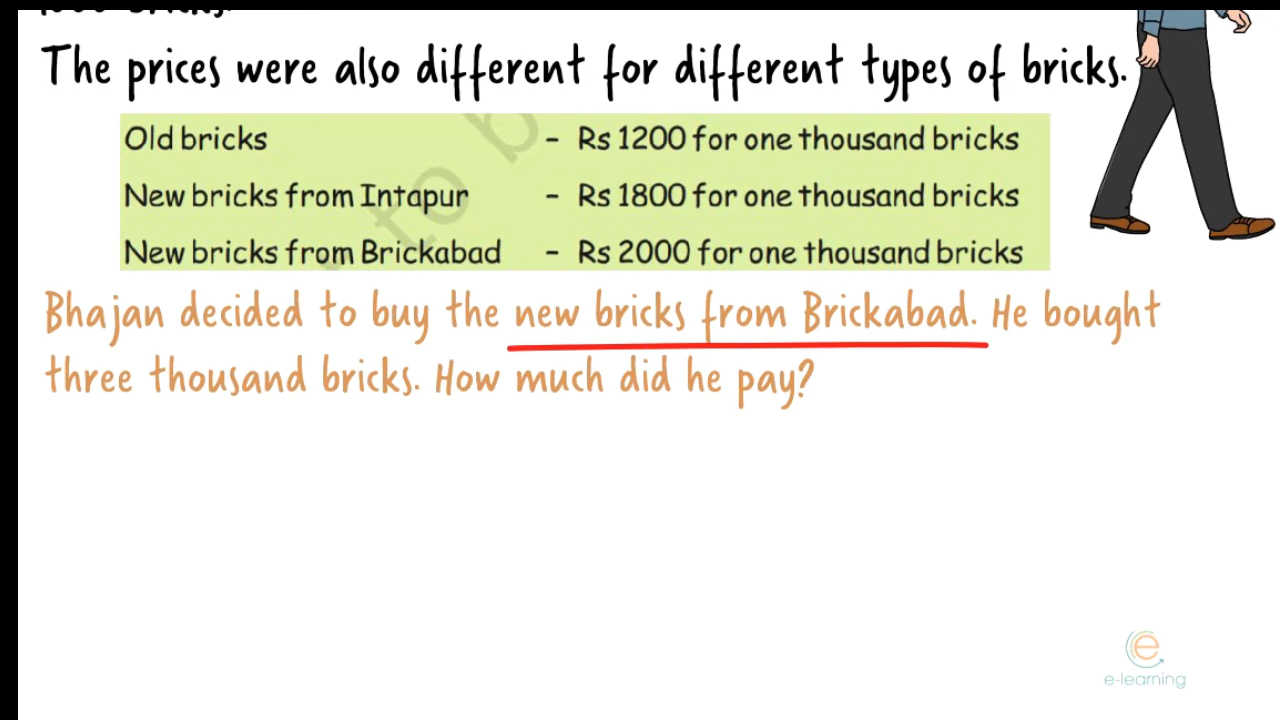 The prices were also different for different types of bricks.
Old bricks - Rs 1200 for one thousand bricks
New bricks from Intapur - Rs 1800 for one thousand bricks
New bricks from Brickabad - Rs 2000 for one thousand bricks
Bhajan decided to buy the new bricks from Brickabad. He bought
three thousand bricks. How much did he pay?
e-learning